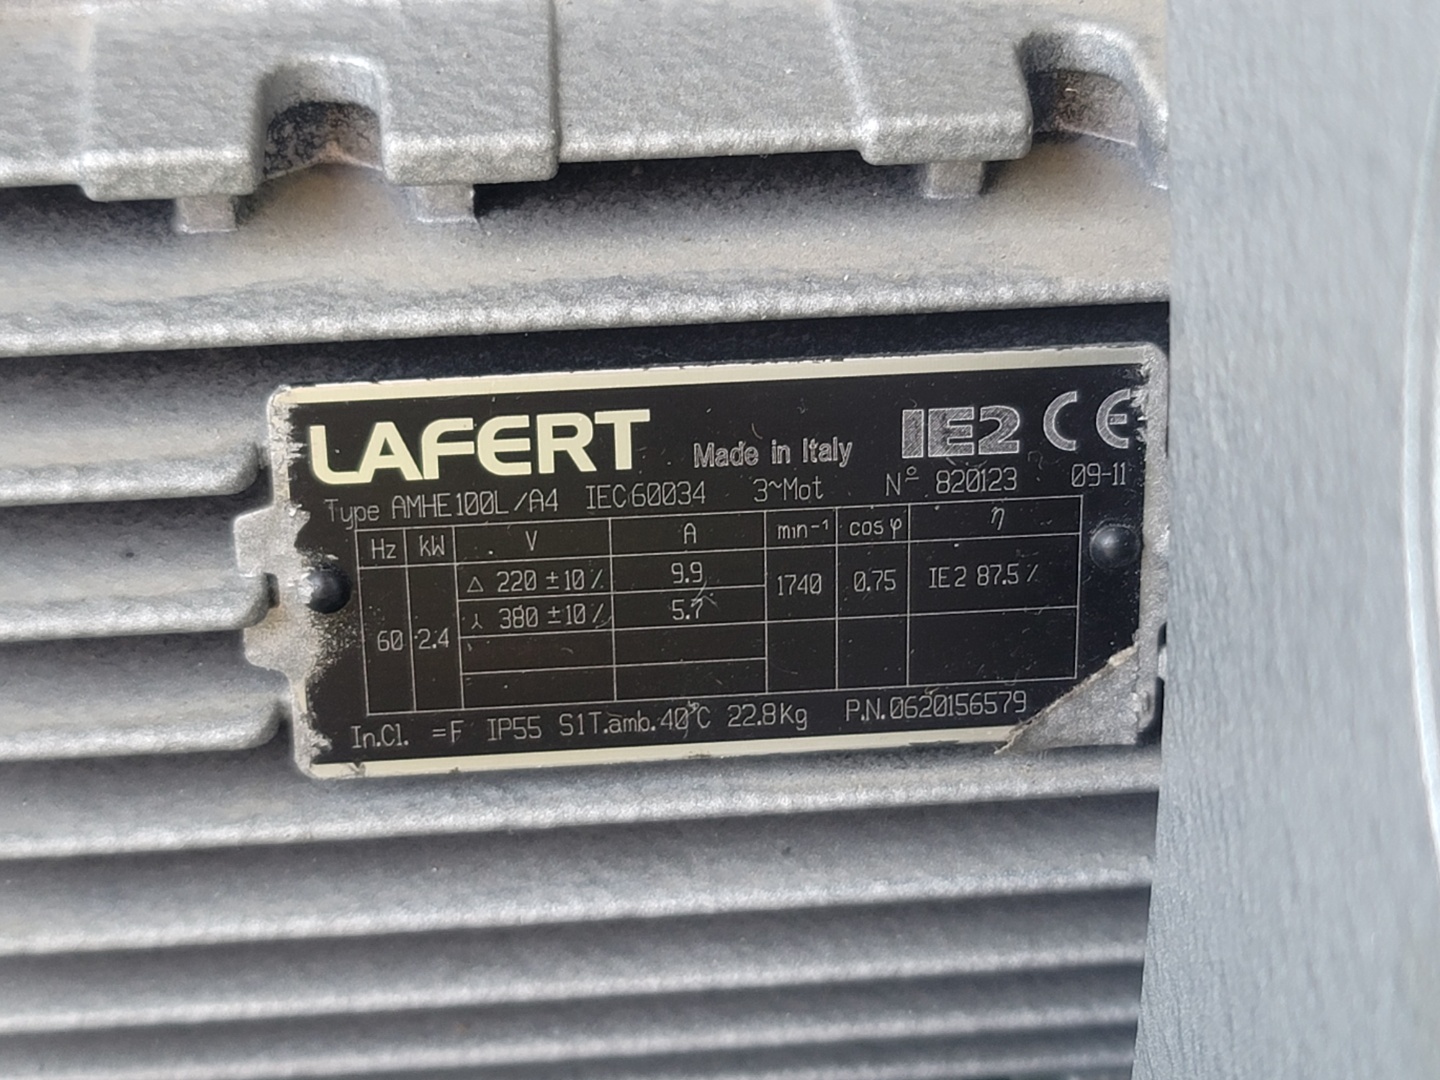 LAFERT Made in Italy IE2 CE
Type AMHE100L/A4 IEC60034 3~Mot N° 820123 09-11
Hz kW V A min⁻¹ cos φ η
60 2.4 △ 220 ±10% 9.9 1740 0.75 IE2 87.5%
⅄ 380 ±10% 5.7
In.Cl. =F IP55 S1 T.amb.40°C 22.8Kg P.N.0620156579